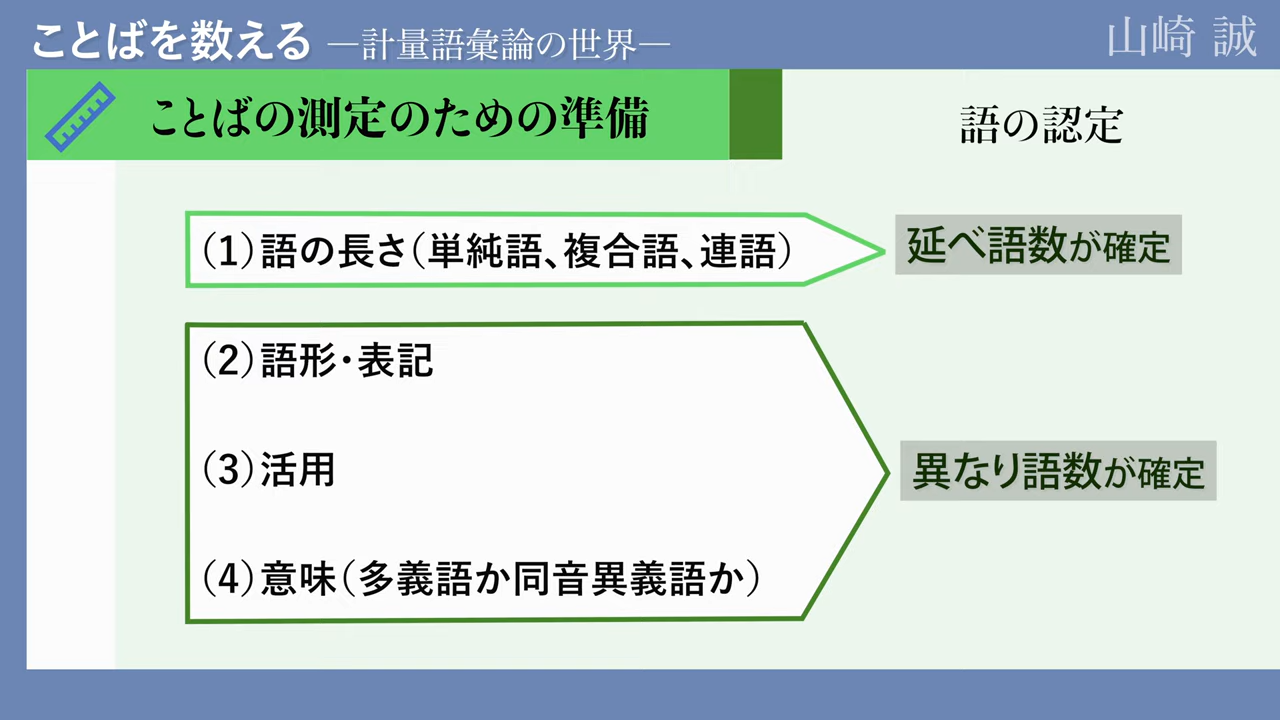 ことばを数える ―計量語彙論の世界―
山崎 誠
ことばの測定のための準備
語の認定
（1）語の長さ（単純語、複合語、連語）
延べ語数が確定
（2）語形・表記
（3）活用
（4）意味（多義語か同音異義語か）
異なり語数が確定